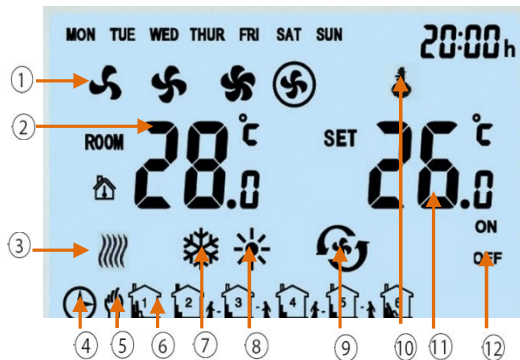 MON TUE WED THUR FRI SAT SUN 20:00h
①
② ROOM 28.0 °C SET 26.0 °C
③ ON
OFF
1 2 3 4 5 6
④ ⑤ ⑥ ⑦ ⑧ ⑨ ⑩ ⑪ ⑫